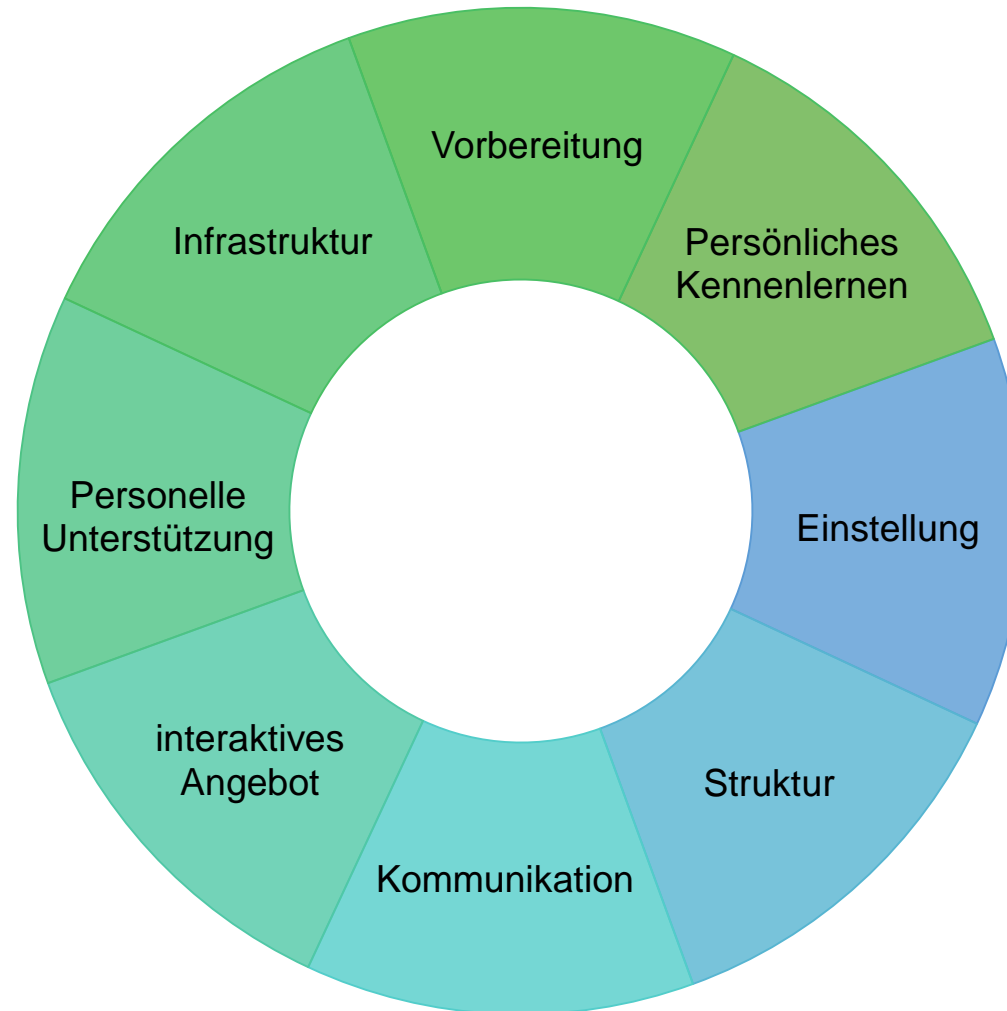 Vorbereitung
Persönliches
Kennenlernen
Einstellung
Struktur
Kommunikation
interaktives
Angebot
Personelle
Unterstützung
Infrastruktur